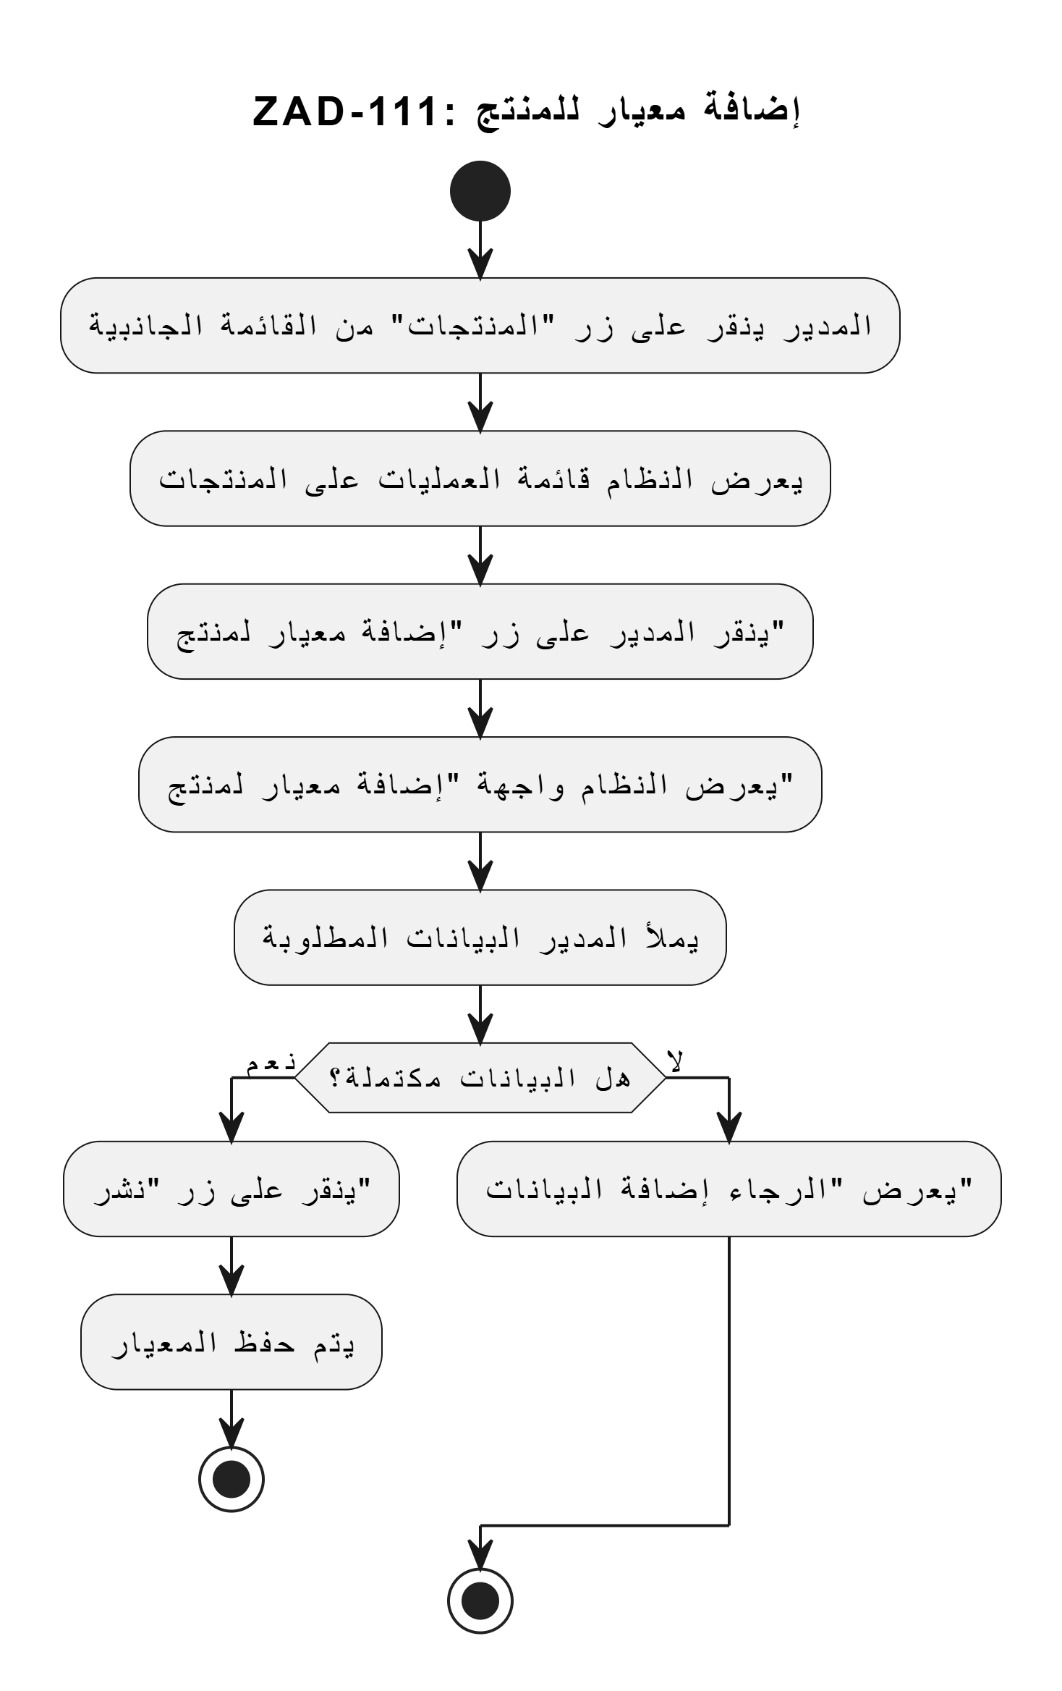 ZAD-111: إضافة معيار للمنتج
المدير ينقر على زر "المنتجات" من القائمة الجانبية
يعرض النظام قائمة العمليات على المنتجات
ينقر المدير على زر "إضافة معيار لمنتج"
يعرض النظام واجهة "إضافة معيار لمنتج"
يملأ المدير البيانات المطلوبة
هل البيانات مكتملة؟
نعم
لا
ينقر على زر "نشر"
يعرض "الرجاء إضافة البيانات"
يتم حفظ المعيار